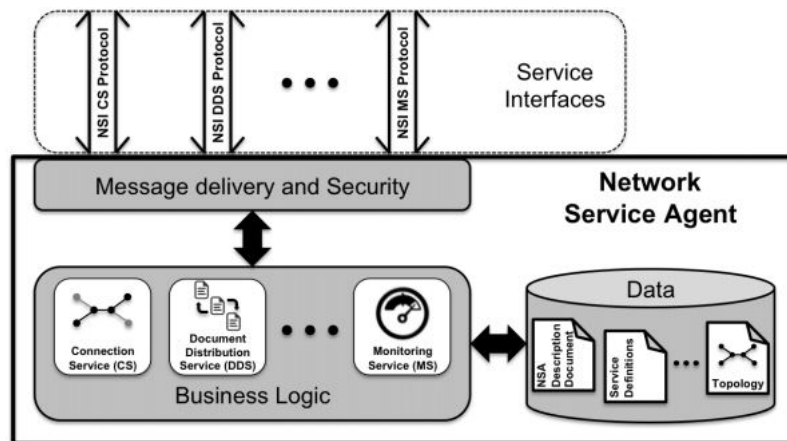 NSI CS Protocol
NSI DDS Protocol
NSI MS Protocol
Service
Interfaces
Message delivery and Security
Network
Service Agent
Connection
Service (CS)
Document
Distribution
Service (DDS)
Monitoring
Service (MS)
Business Logic
Data
NSA
Description
Document
Service
Definitions
Topology